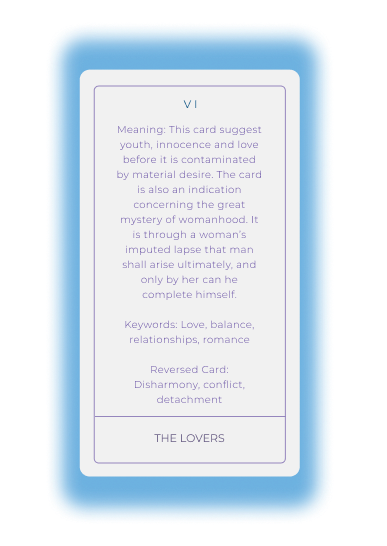 VI
Meaning: This card suggest
youth, innocence and love
before it is contaminated
by material desire. The card
is also an indication
concerning the great
mystery of womanhood. It
is through a woman's
imputed lapse that man
shall arise ultimately, and
only by her can he
complete himself.
Keywords: Love, balance,
relationships, romance
Reversed Card:
Disharmony, conflict,
detachment
THE LOVERS